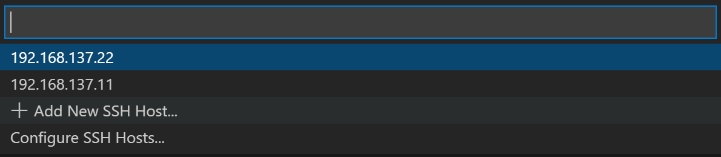 192.168.137.22
192.168.137.11
+ Add New SSH Host...
Configure SSH Hosts...